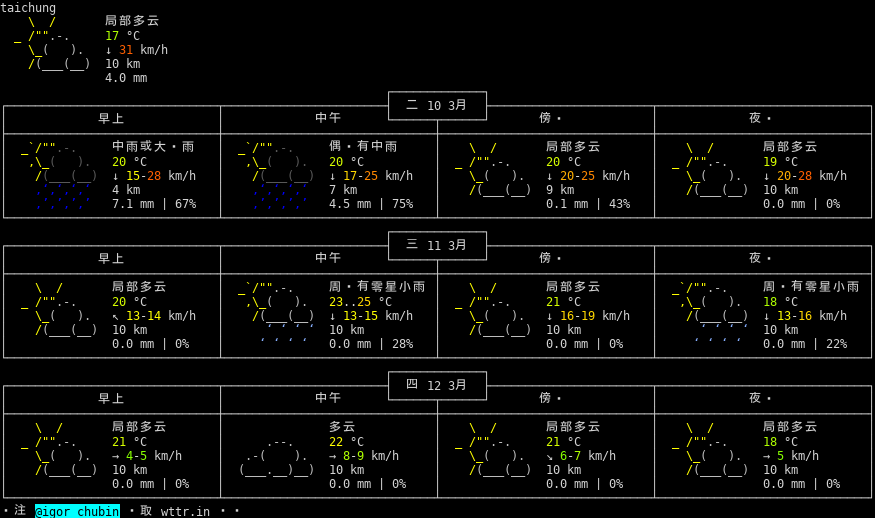 taichung
局部多云
17 °C
↓ 31 km/h
10 km
4.0 mm
二 10 3月
早上 中午 傍・ 夜・
中雨或大・雨 偶・有中雨 局部多云 局部多云
20 °C 20 °C 20 °C 19 °C
↓ 15-28 km/h ↓ 17-25 km/h ↓ 20-25 km/h ↓ 20-28 km/h
4 km 7 km 9 km 10 km
7.1 mm | 67% 4.5 mm | 75% 0.1 mm | 43% 0.0 mm | 0%
三 11 3月
早上 中午 傍・ 夜・
局部多云 周・有零星小雨 局部多云 周・有零星小雨
20 °C 23..25 °C 21 °C 18 °C
↖ 13-14 km/h ↓ 13-15 km/h ↓ 16-19 km/h ↓ 13-16 km/h
10 km 10 km 10 km 10 km
0.0 mm | 0% 0.0 mm | 28% 0.0 mm | 0% 0.0 mm | 22%
四 12 3月
早上 中午 傍・ 夜・
局部多云 多云 局部多云 局部多云
21 °C 22 °C 21 °C 18 °C
→ 4-5 km/h → 8-9 km/h ↘ 6-7 km/h → 5 km/h
10 km 10 km 10 km 10 km
0.0 mm | 0% 0.0 mm | 0% 0.0 mm | 0% 0.0 mm | 0%
・注 @igor_chubin ・取 wttr.in ・・